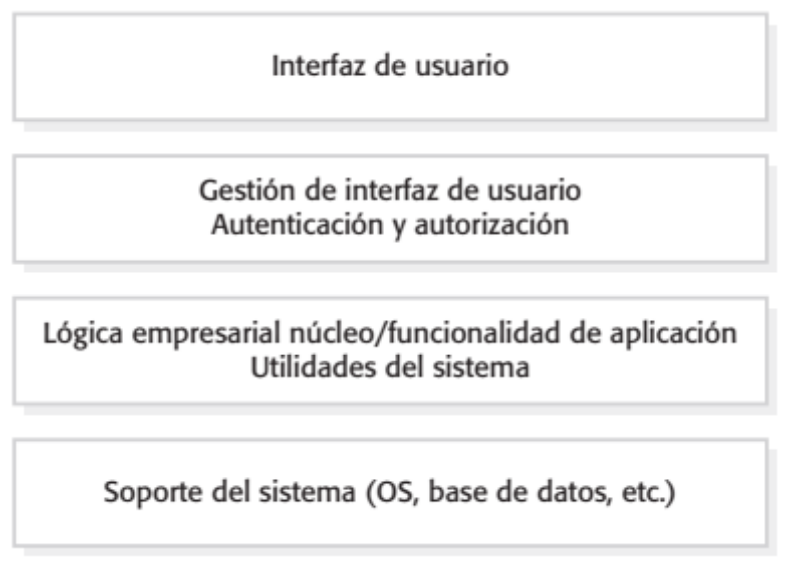 Interfaz de usuario
Gestión de interfaz de usuario
Autenticación y autorización
Lógica empresarial núcleo/funcionalidad de aplicación
Utilidades del sistema
Soporte del sistema (OS, base de datos, etc.)